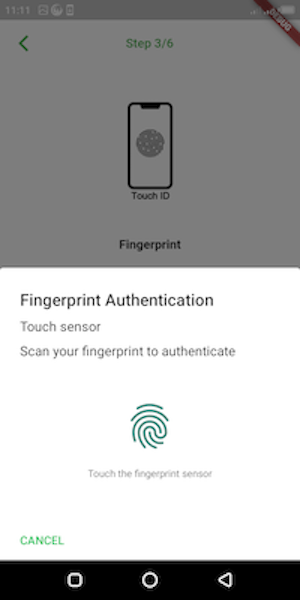 11:11
DEBUG
Step 3/6
Touch ID
Fingerprint
Fingerprint Authentication
Touch sensor
Scan your fingerprint to authenticate
Touch the fingerprint sensor
CANCEL